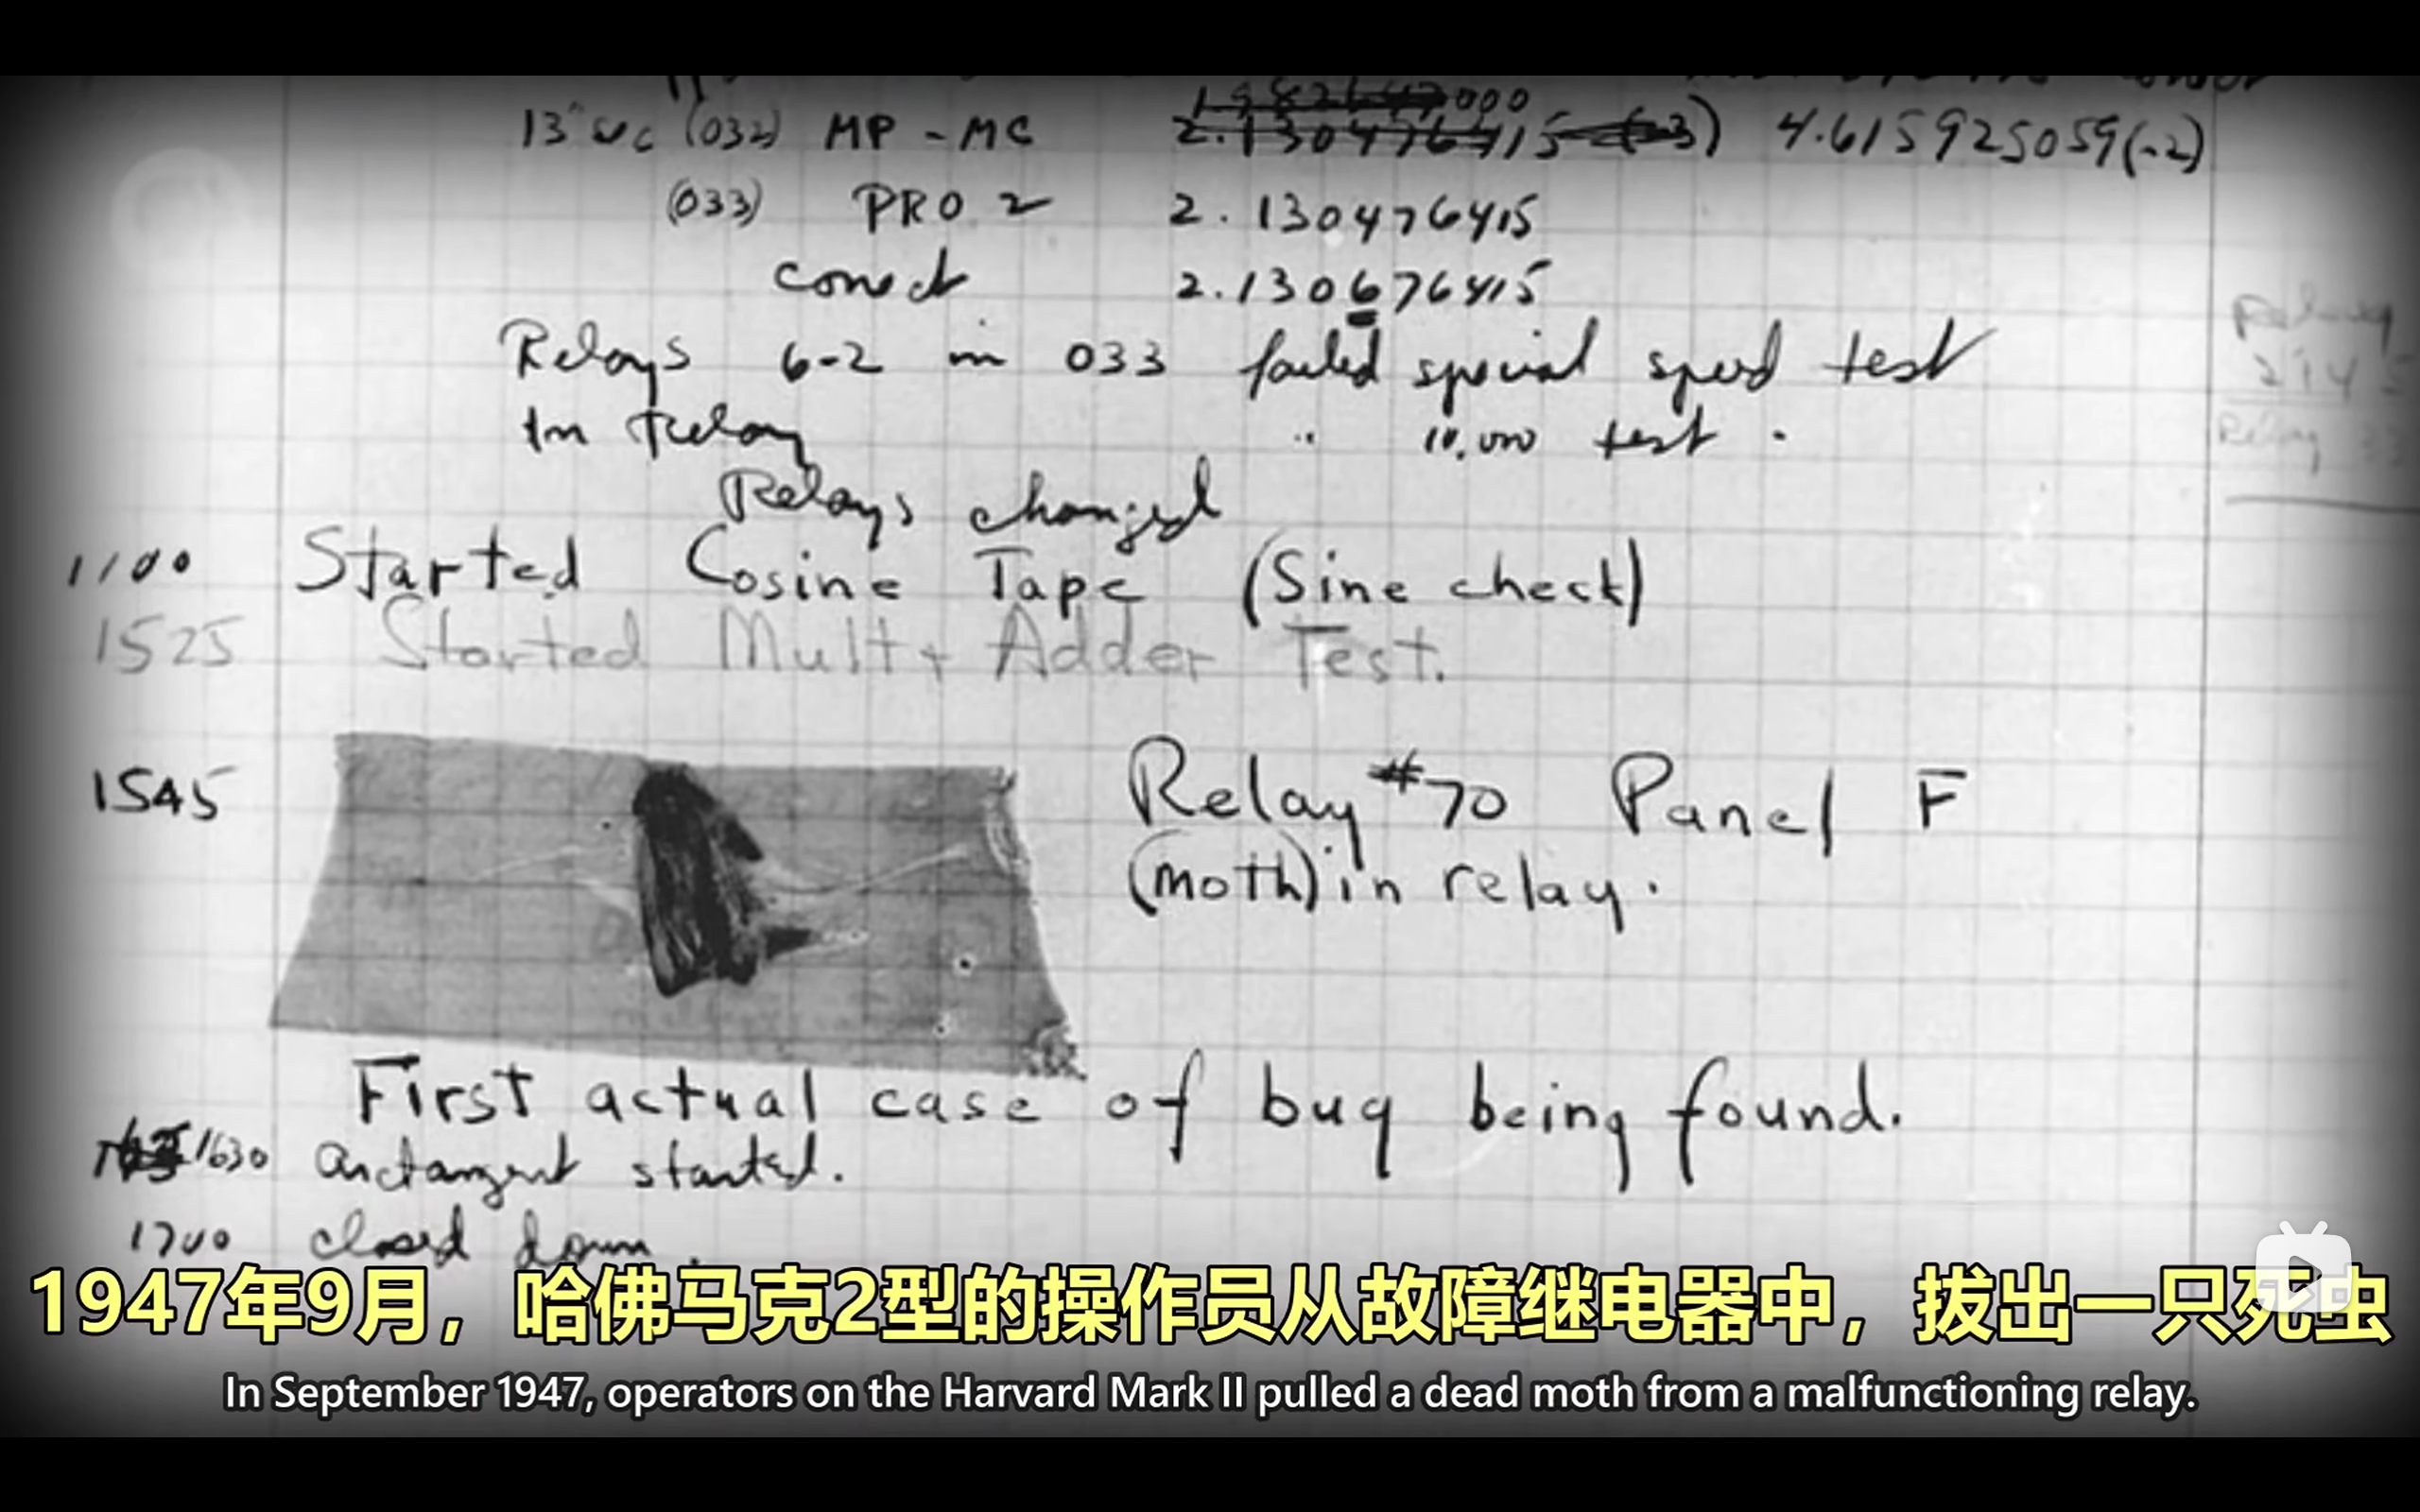 13" uc (032) MP - MC 4.615925059(-2)
(033) PRO 2 2.130476415
2.130676415
Relays 6-2 in 033 failed special speed test
In Relay " 10,000 test .
Relays changed
1100 Started Cosine Tape (Sine check)
1525 Started Mult + Adder Test.
1545 Relay #70 Panel F
(moth) in relay.
First actual case of bug being found.
1630 arctangent started.
1700 closed down.
Relay
2145
Relay 33
1947年9月，哈佛马克2型的操作员从故障继电器中，拔出一只死虫
In September 1947, operators on the Harvard Mark II pulled a dead moth from a malfunctioning relay.